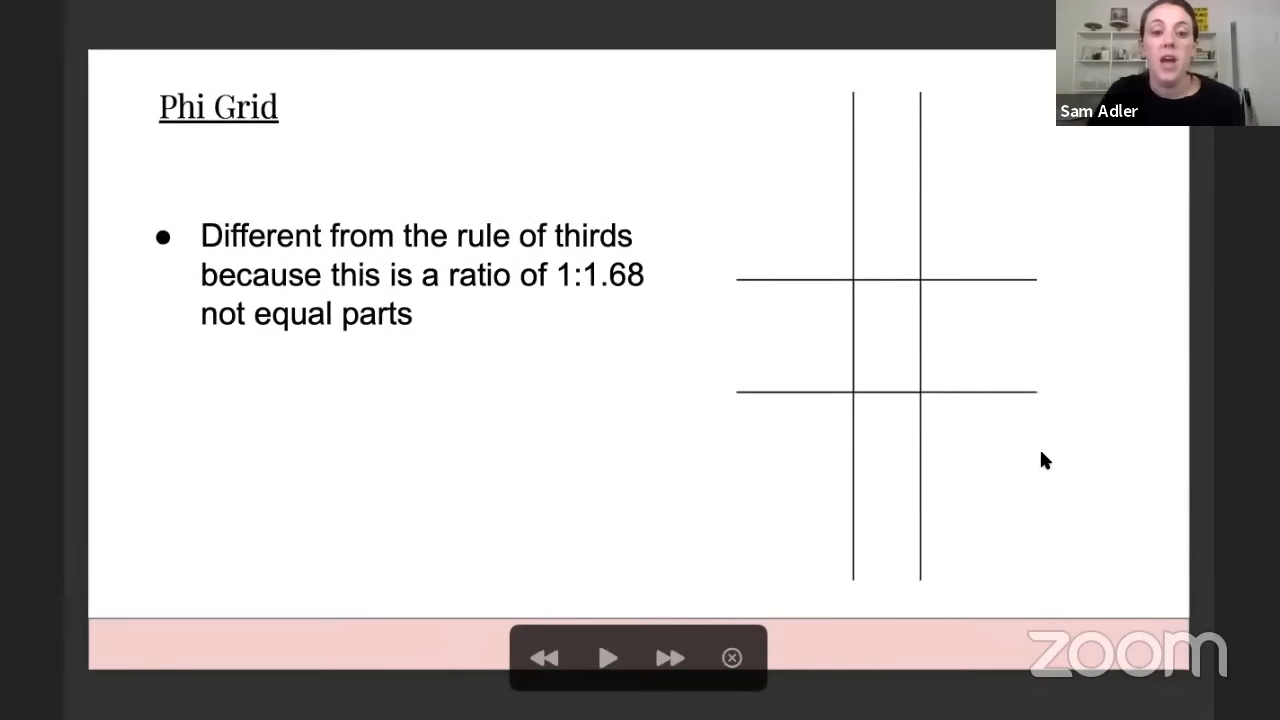 Phi Grid
Sam Adler
● Different from the rule of thirds
because this is a ratio of 1:1.68
not equal parts
zoom